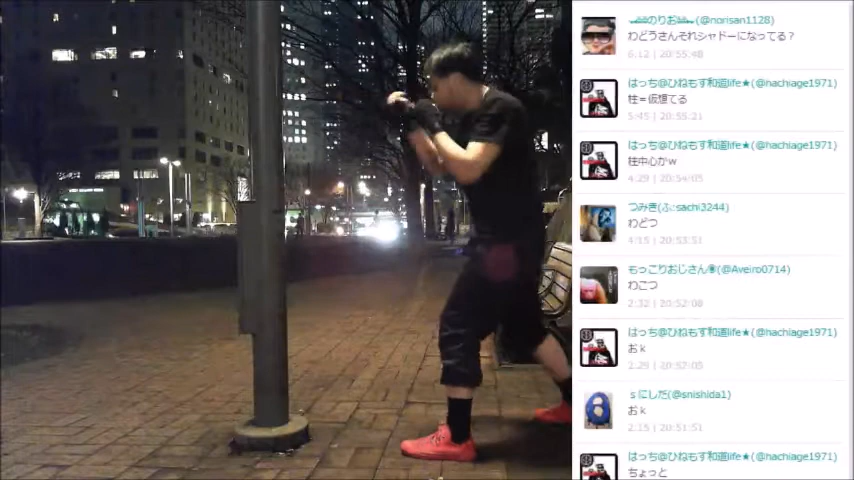 のりお (@norisan1128)
わどうさんそれシャドーになってる?
6:12 | 20:55:48
はっち@ひねもす和道life★(@hachiage1971)
柱=仮想てる
5:45 | 20:55:21
はっち@ひねもす和道life★(@hachiage1971)
柱中心かw
4:29 | 20:54:05
つみき(ふ:sachi3244)
わどつ
4:15 | 20:53:51
もっこりおじさん(@Aveiro0714)
わこつ
2:32 | 20:52:08
はっち@ひねもす和道life★(@hachiage1971)
おk
2:29 | 20:52:05
sにしだ(@snishida1)
おk
2:15 | 20:51:51
はっち@ひねもす和道life★(@hachiage1971)
ちょっと